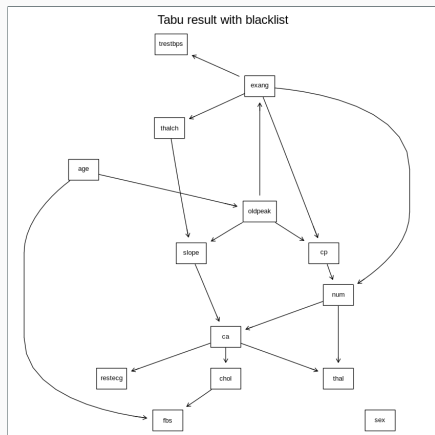 Tabu result with blacklist
trestbps
exang
thalch
age
oldpeak
slope
cp
num
ca
restecg
chol
thal
fbs
sex